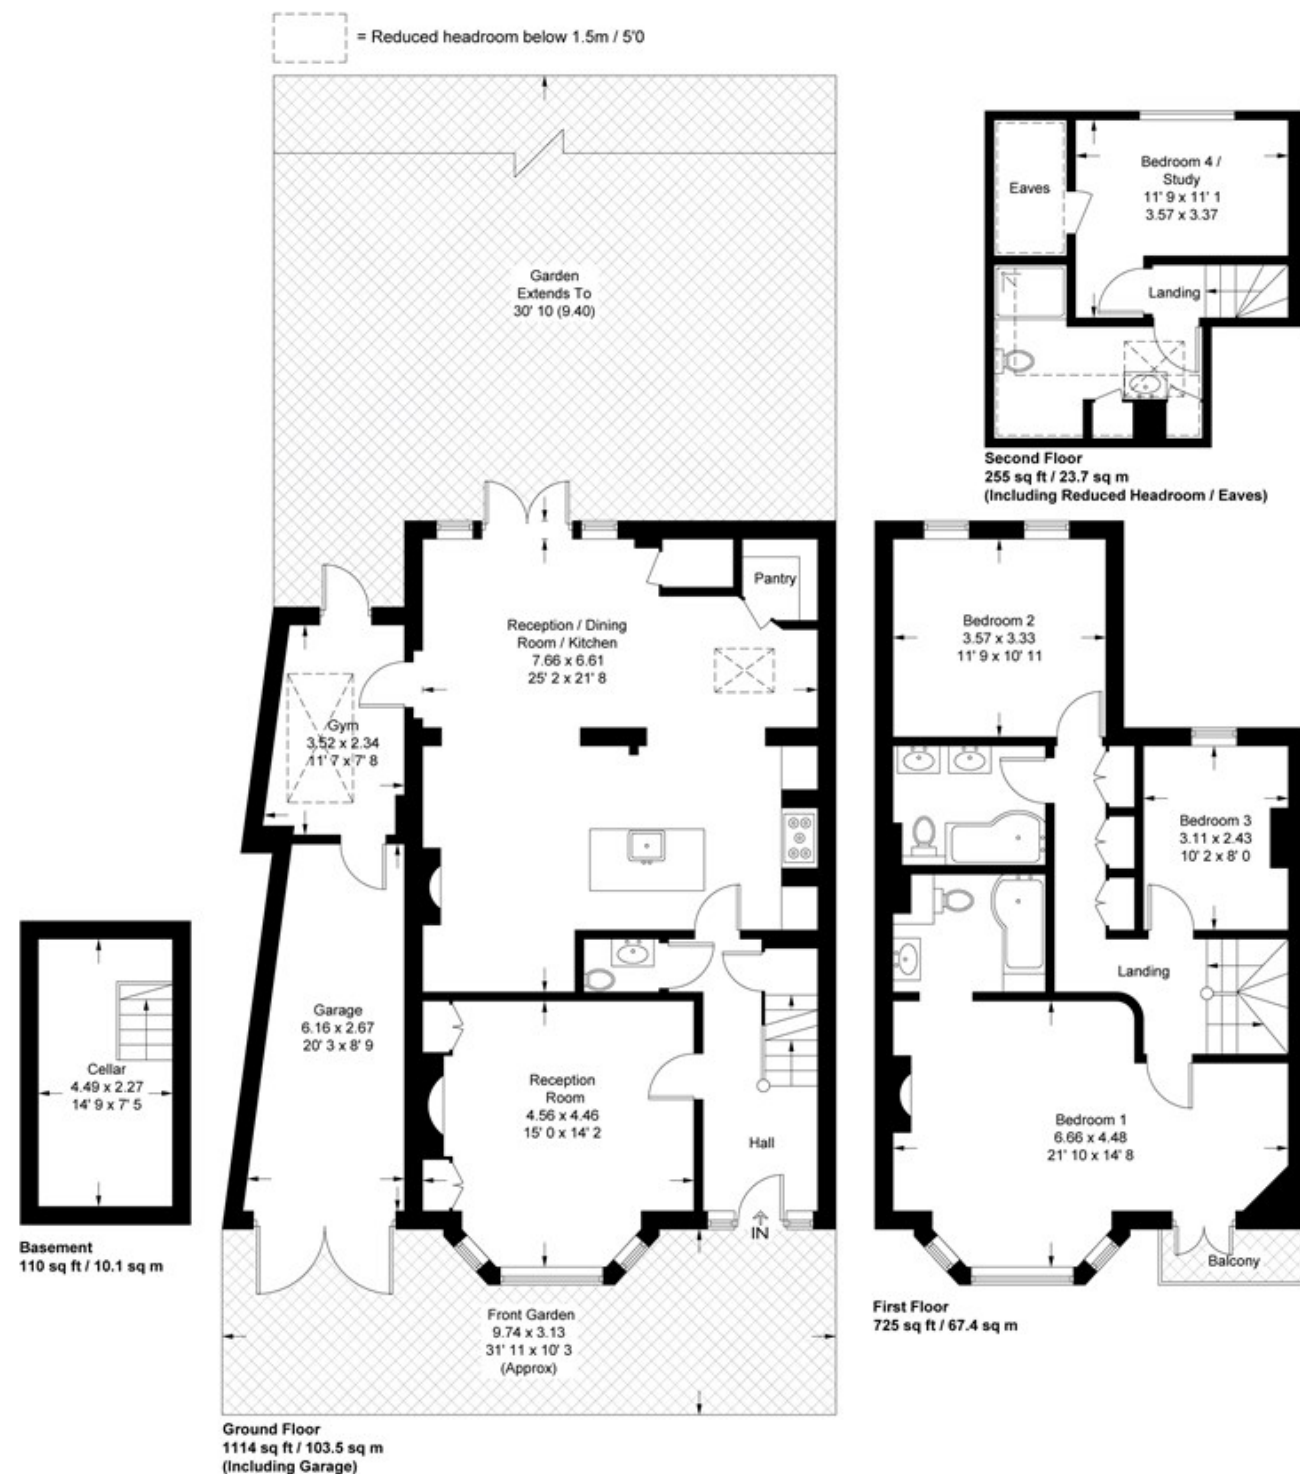 = Reduced headroom below 1.5m / 5'0
Garden
Extends To
30' 10 (9.40)
Eaves
Bedroom 4 /
Study
11' 9 x 11' 1
3.57 x 3.37
Landing
Second Floor
255 sq ft / 23.7 sq m
(Including Reduced Headroom / Eaves)
Reception / Dining
Room / Kitchen
7.66 x 6.61
25' 2 x 21' 8
Pantry
Gym
3.52 x 2.34
11' 7 x 7' 8
Garage
6.16 x 2.67
20' 3 x 8' 9
Reception
Room
4.56 x 4.46
15' 0 x 14' 2
Hall
IN
Front Garden
9.74 x 3.13
31' 11 x 10' 3
(Approx)
Ground Floor
1114 sq ft / 103.5 sq m
(Including Garage)
Cellar
4.49 x 2.27
14' 9 x 7' 5
Basement
110 sq ft / 10.1 sq m
Bedroom 2
3.57 x 3.33
11' 9 x 10' 11
Bedroom 3
3.11 x 2.43
10' 2 x 8' 0
Landing
Bedroom 1
6.66 x 4.48
21' 10 x 14' 8
Balcony
First Floor
725 sq ft / 67.4 sq m